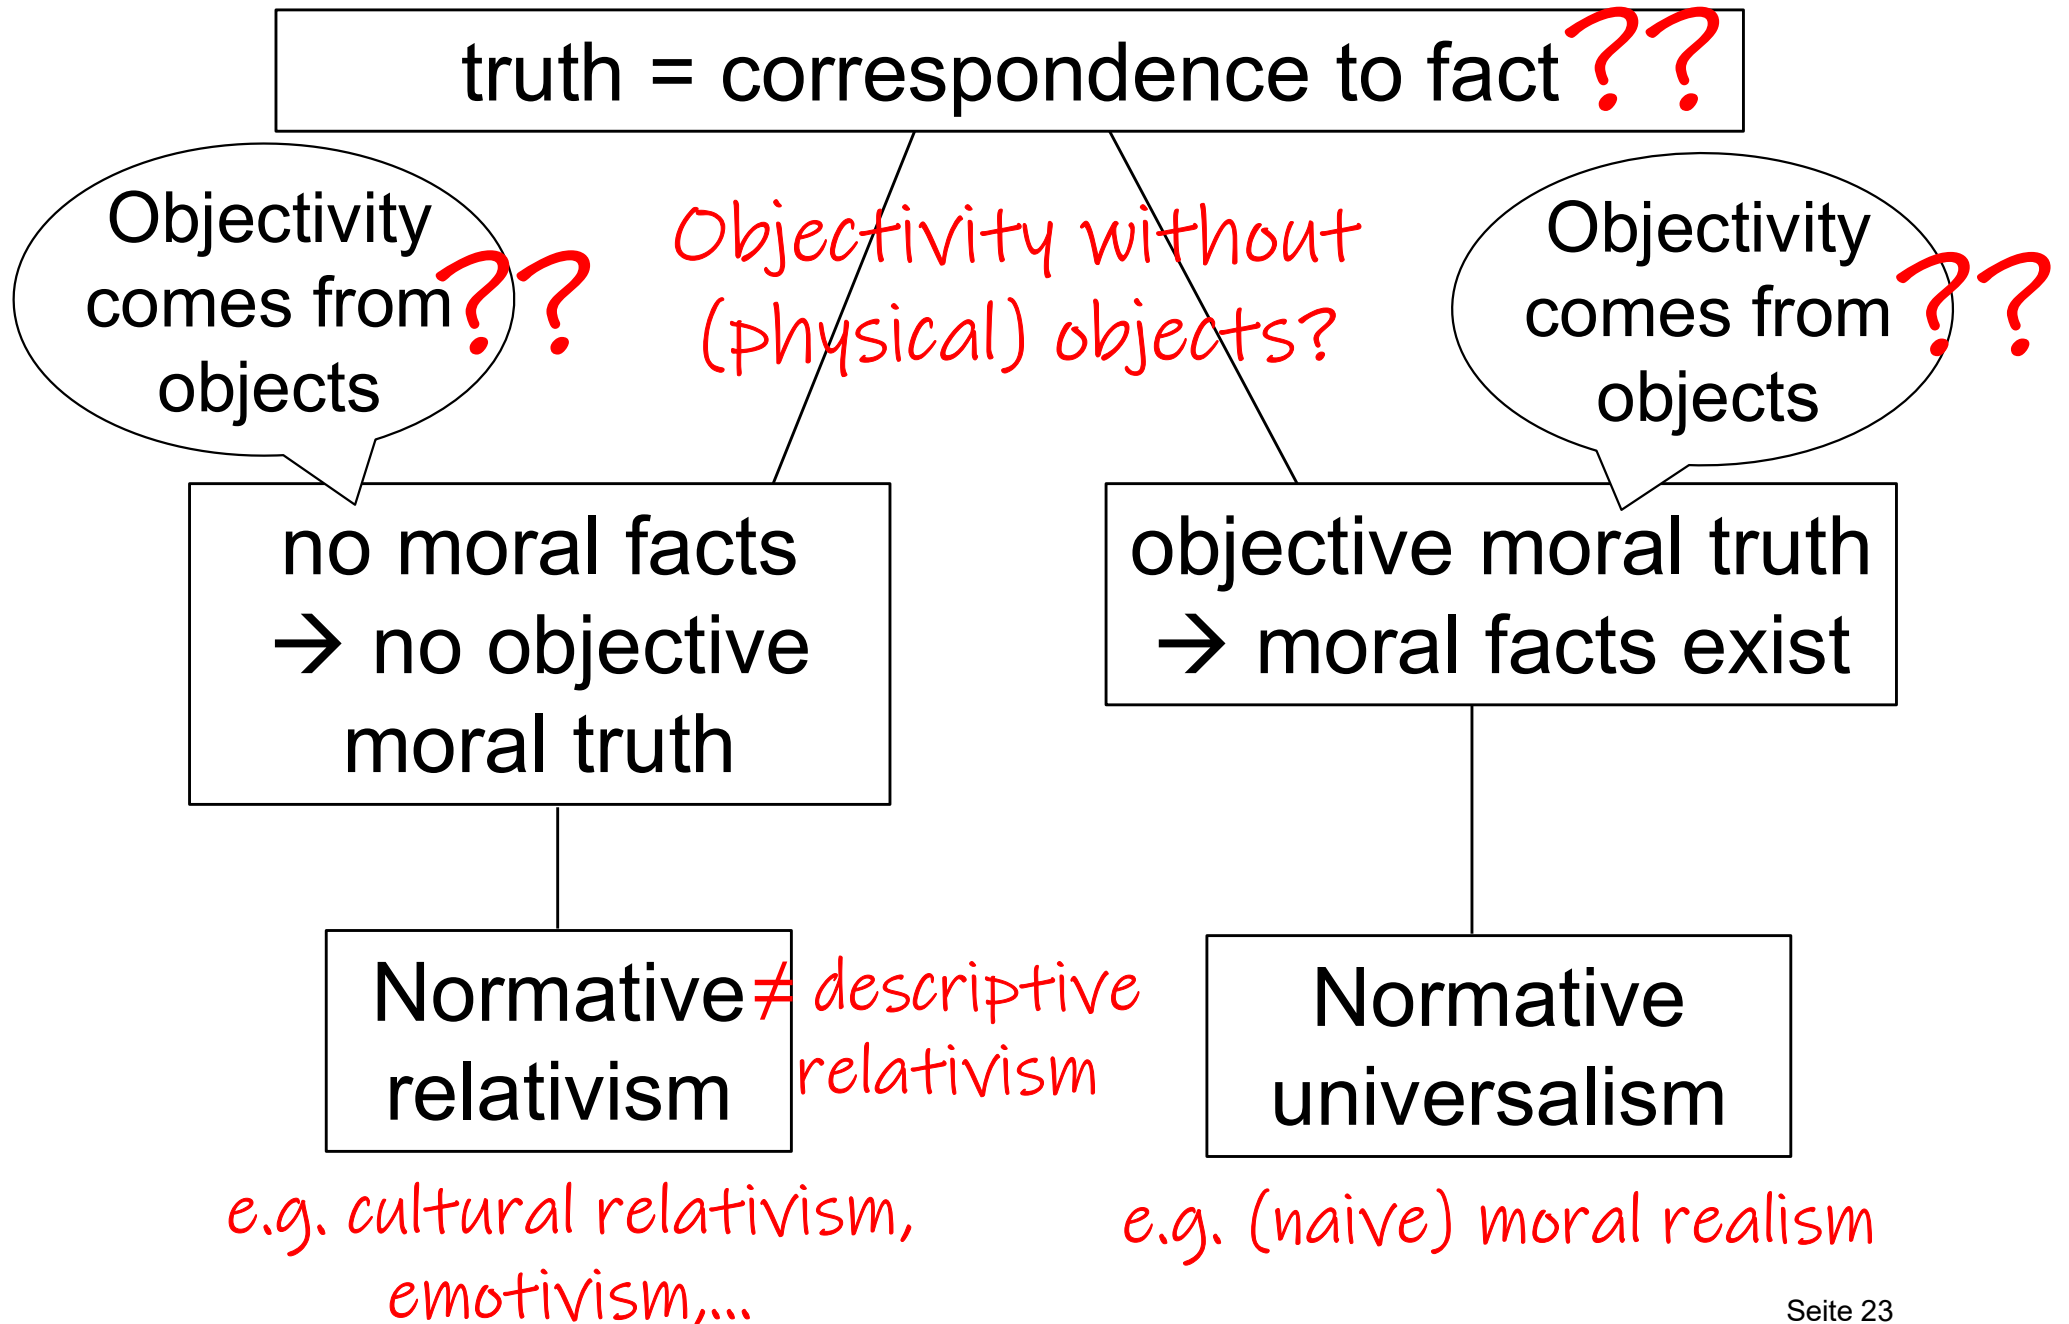 truth = correspondence to fact ??
Objectivity
comes from ??
objects
Objectivity without
(physical) objects?
Objectivity
comes from ??
objects
no moral facts
→ no objective
moral truth
objective moral truth
→ moral facts exist
Normative ≠ descriptive
relativism relativism
Normative
universalism
e.g. cultural relativism,
emotivism,...
e.g. (naive) moral realism
Seite 23